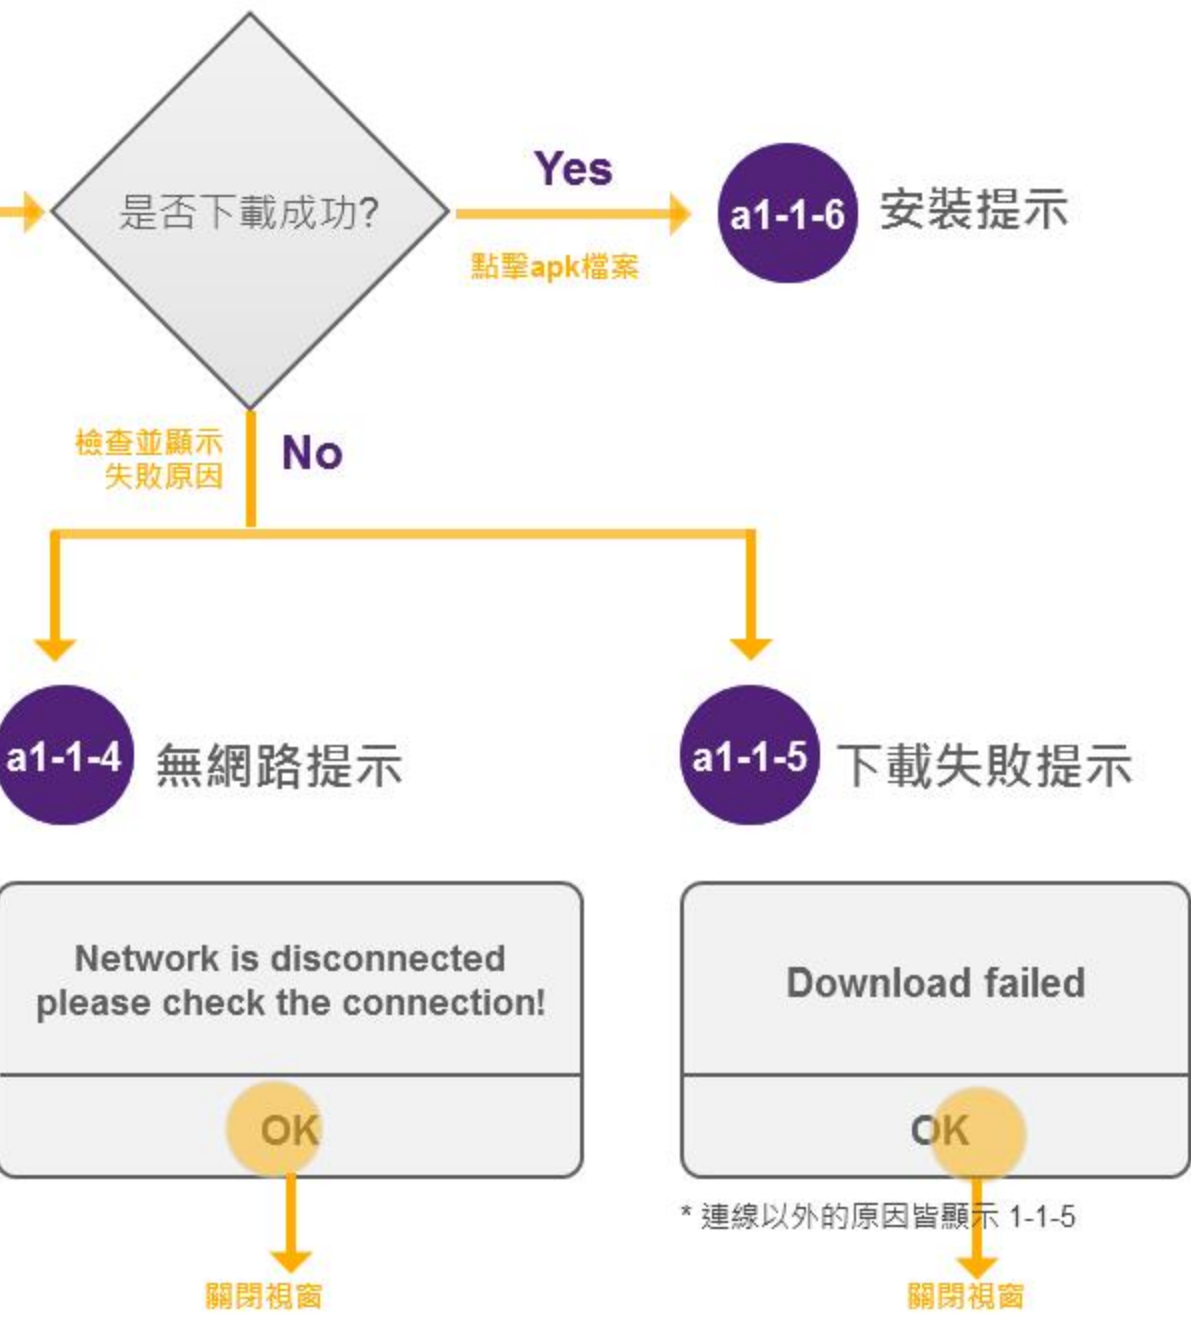 是否下載成功?
Yes
點擊apk檔案
a1-1-6
安裝提示
檢查並顯示
失敗原因
No
a1-1-4
無網路提示
a1-1-5
下載失敗提示
Network is disconnected
please check the connection!
OK
關閉視窗
Download failed
OK
* 連線以外的原因皆顯示 1-1-5
關閉視窗